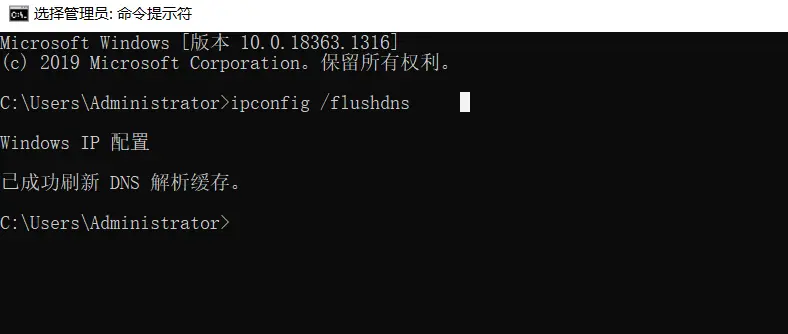 选择管理员: 命令提示符
Microsoft Windows [版本 10.0.18363.1316]
(c) 2019 Microsoft Corporation。保留所有权利。
C:\Users\Administrator>ipconfig /flushdns
Windows IP 配置
已成功刷新 DNS 解析缓存。
C:\Users\Administrator>